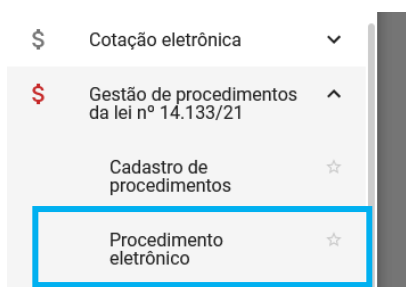 $ Cotação eletrônica
$ Gestão de procedimentos
da lei nº 14.133/21
Cadastro de
procedimentos
Procedimento
eletrônico